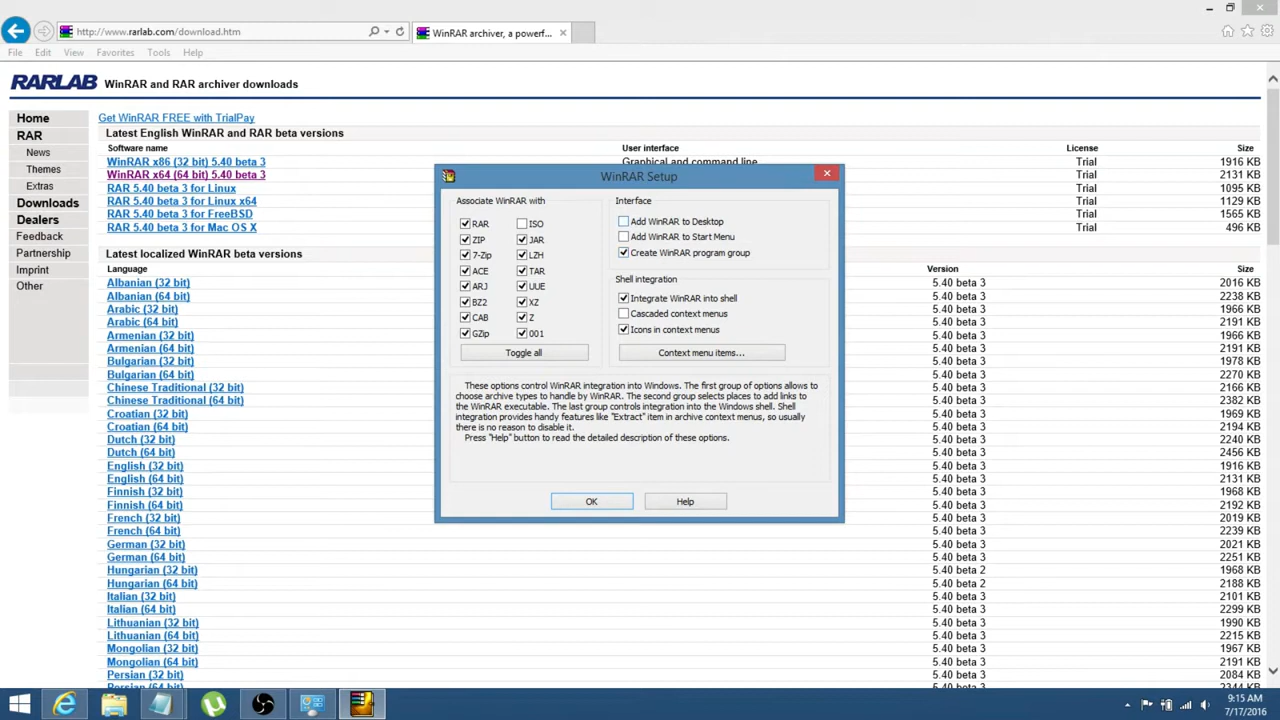 http://www.rarlab.com/download.htm
WinRAR archiver, a powerf...
File Edit View Favorites Tools Help
RARLAB WinRAR and RAR archiver downloads
Home
RAR
News
Themes
Extras
Downloads
Dealers
Feedback
Partnership
Imprint
Other
Get WinRAR FREE with TrialPay
Latest English WinRAR and RAR beta versions
Software name User interface License Size
WinRAR x86 (32 bit) 5.40 beta 3 Graphical and command line Trial 1916 KB
WinRAR x64 (64 bit) 5.40 beta 3 Trial 2131 KB
RAR 5.40 beta 3 for Linux Trial 1095 KB
RAR 5.40 beta 3 for Linux x64 Trial 1129 KB
RAR 5.40 beta 3 for FreeBSD Trial 1565 KB
RAR 5.40 beta 3 for Mac OS X Trial 496 KB
Latest localized WinRAR beta versions
Language Version Size
Albanian (32 bit) 5.40 beta 3 2016 KB
Albanian (64 bit) 5.40 beta 3 2238 KB
Arabic (32 bit) 5.40 beta 3 1966 KB
Arabic (64 bit) 5.40 beta 3 2191 KB
Armenian (32 bit) 5.40 beta 3 1966 KB
Armenian (64 bit) 5.40 beta 3 2191 KB
Bulgarian (32 bit) 5.40 beta 3 1978 KB
Bulgarian (64 bit) 5.40 beta 3 2270 KB
Chinese Traditional (32 bit) 5.40 beta 3 2166 KB
Chinese Traditional (64 bit) 5.40 beta 3 2382 KB
Croatian (32 bit) 5.40 beta 3 1969 KB
Croatian (64 bit) 5.40 beta 3 2194 KB
Dutch (32 bit) 5.40 beta 3 2240 KB
Dutch (64 bit) 5.40 beta 3 2456 KB
English (32 bit) 5.40 beta 3 1916 KB
English (64 bit) 5.40 beta 3 2131 KB
Finnish (32 bit) 5.40 beta 3 1968 KB
Finnish (64 bit) 5.40 beta 3 2192 KB
French (32 bit) 5.40 beta 3 2019 KB
French (64 bit) 5.40 beta 3 2239 KB
German (32 bit) 5.40 beta 3 2021 KB
German (64 bit) 5.40 beta 3 2251 KB
Hungarian (32 bit) 5.40 beta 2 1968 KB
Hungarian (64 bit) 5.40 beta 2 2188 KB
Italian (32 bit) 5.40 beta 3 2101 KB
Italian (64 bit) 5.40 beta 3 2299 KB
Lithuanian (32 bit) 5.40 beta 3 1990 KB
Lithuanian (64 bit) 5.40 beta 3 2215 KB
Mongolian (32 bit) 5.40 beta 3 1967 KB
Mongolian (64 bit) 5.40 beta 3 2191 KB
Persian (32 bit) 5.40 beta 3 2084 KB
Persian (64 bit) 5.40 beta 3 2344 KB
WinRAR Setup
Associate WinRAR with
RAR ISO
ZIP JAR
7-Zip LZH
ACE TAR
ARJ UUE
BZ2 XZ
CAB Z
GZip 001
Toggle all
Interface
Add WinRAR to Desktop
Add WinRAR to Start Menu
Create WinRAR program group
Shell integration
Integrate WinRAR into shell
Cascaded context menus
Icons in context menus
Context menu items...
These options control WinRAR integration into Windows. The first group of options allows to
choose archive types to handle by WinRAR. The second group selects places to add links to
the WinRAR executable. The last group controls integration into the Windows shell. Shell
integration provides handy features like "Extract" item in archive context menus, so usually
there is no reason to disable it.
Press "Help" button to read the detailed description of these options.
OK Help
9:15 AM
7/17/2016